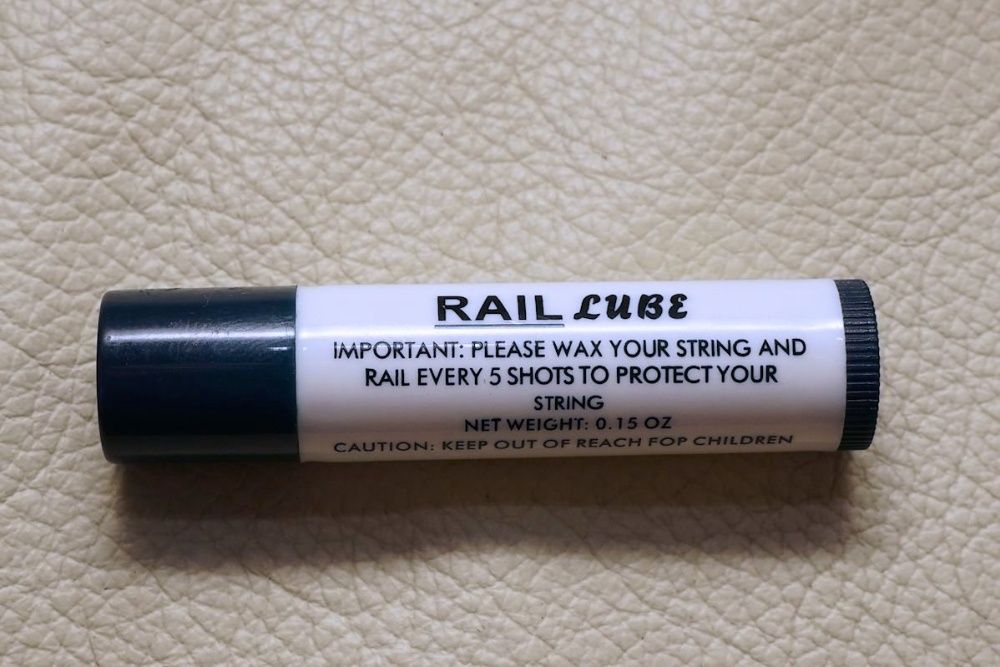 RAIL LUBE
IMPORTANT: PLEASE WAX YOUR STRING AND
RAIL EVERY 5 SHOTS TO PROTECT YOUR
STRING
NET WEIGHT: 0.15 OZ
CAUTION: KEEP OUT OF REACH FOP CHILDREN